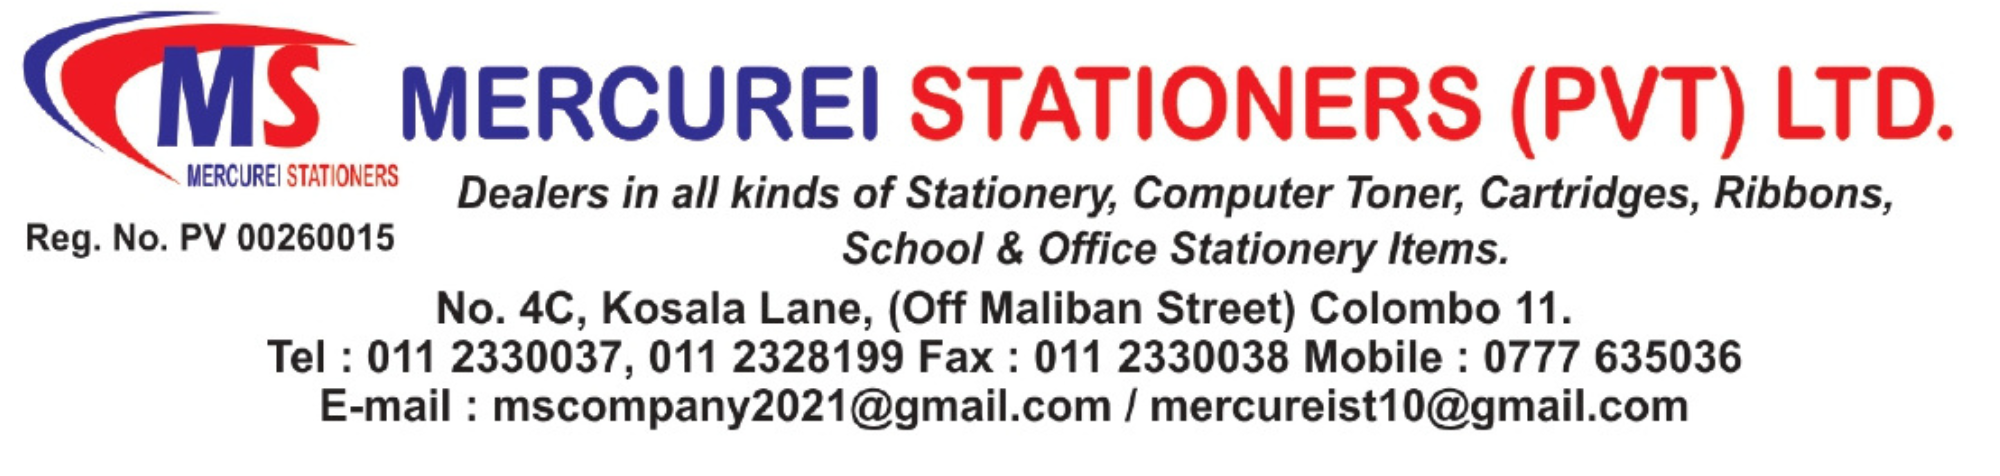 MS
MERCUREI STATIONERS
Reg. No. PV 00260015
MERCUREI STATIONERS (PVT) LTD.
Dealers in all kinds of Stationery, Computer Toner, Cartridges, Ribbons,
School & Office Stationery Items.
No. 4C, Kosala Lane, (Off Maliban Street) Colombo 11.
Tel : 011 2330037, 011 2328199 Fax : 011 2330038 Mobile : 0777 635036
E-mail : mscompany2021@gmail.com / mercureist10@gmail.com